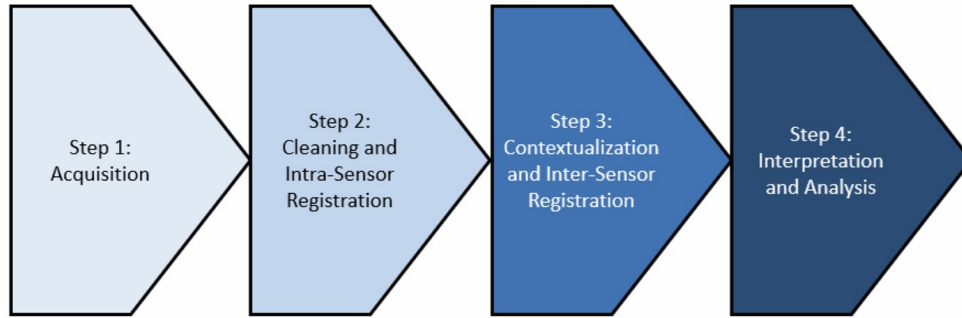 Step 1:
Acquisition
Step 2:
Cleaning and
Intra-Sensor
Registration
Step 3:
Contextualization
and Inter-Sensor
Registration
Step 4:
Interpretation
and Analysis